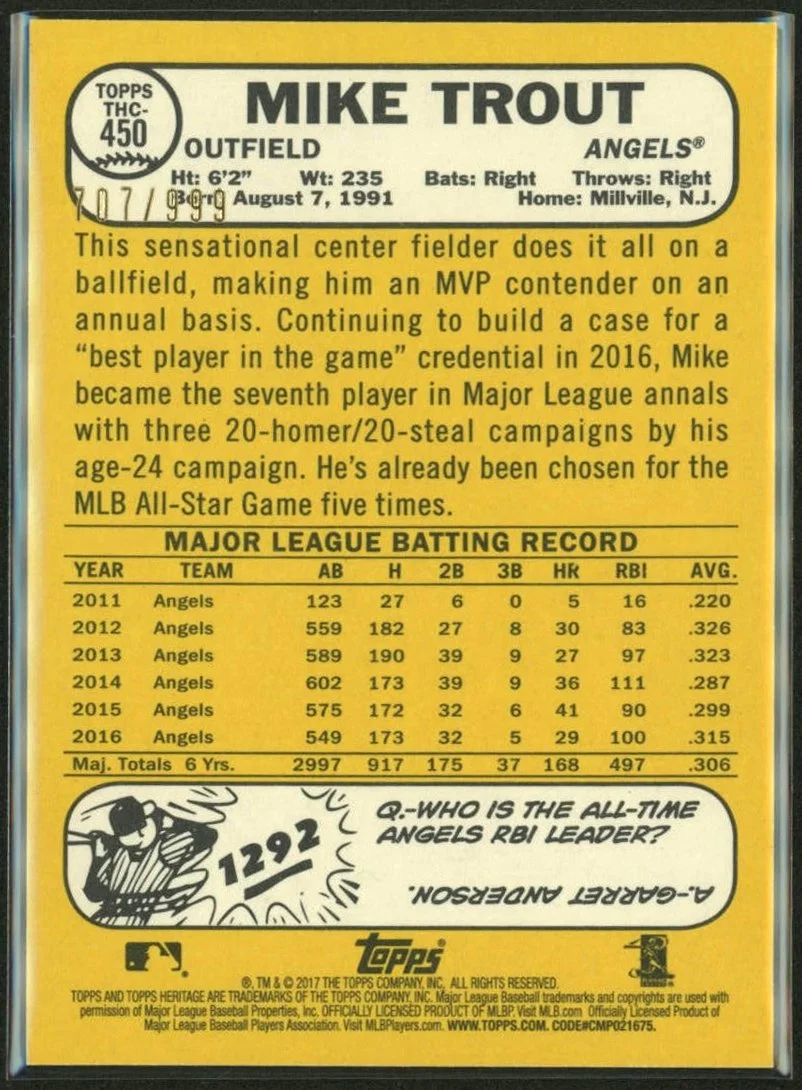 TOPPS
THC-
450
MIKE TROUT
OUTFIELD ANGELS®
Ht: 6'2" Wt: 235 Bats: Right Throws: Right
Born August 7, 1991 Home: Millville, N.J.
707/999
This sensational center fielder does it all on a
ballfield, making him an MVP contender on an
annual basis. Continuing to build a case for a
“best player in the game” credential in 2016, Mike
became the seventh player in Major League annals
with three 20-homer/20-steal campaigns by his
age-24 campaign. He's already been chosen for the
MLB All-Star Game five times.
MAJOR LEAGUE BATTING RECORD
YEAR TEAM AB H 2B 3B HR RBI AVG.
2011 Angels 123 27 6 0 5 16 .220
2012 Angels 559 182 27 8 30 83 .326
2013 Angels 589 190 39 9 27 97 .323
2014 Angels 602 173 39 9 36 111 .287
2015 Angels 575 172 32 6 41 90 .299
2016 Angels 549 173 32 5 29 100 .315
Maj. Totals 6 Yrs. 2997 917 175 37 168 497 .306
1292
Q.-WHO IS THE ALL-TIME
ANGELS RBI LEADER?
A.-GARRET ANDERSON.
topps®
®, TM & © 2017 THE TOPPS COMPANY, INC. ALL RIGHTS RESERVED.
TOPPS AND TOPPS HERITAGE ARE TRADEMARKS OF THE TOPPS COMPANY, INC. Major League Baseball trademarks and copyrights are used with
permission of Major League Baseball Properties, Inc. OFFICIALLY LICENSED PRODUCT OF MLBP. Visit MLB.com Officially Licensed Product of
Major League Baseball Players Association. Visit MLBPlayers.com. WWW.TOPPS.COM. CODE#CMP021675.